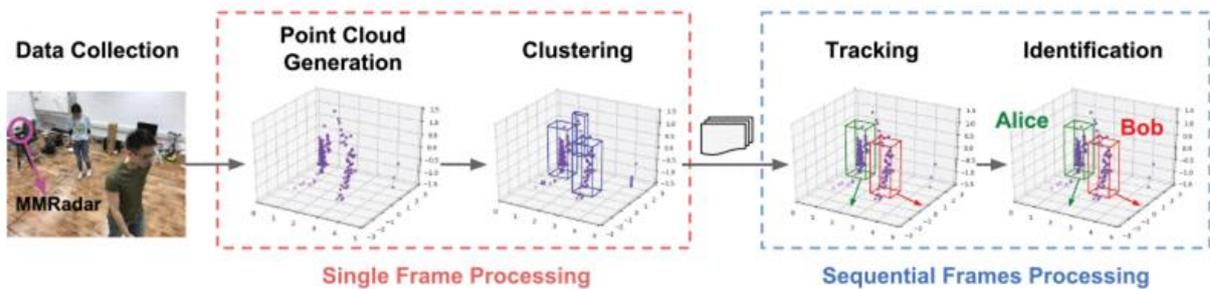 Data Collection
Point Cloud
Generation
Clustering
Tracking
Identification
MMRadar
Alice
Bob
Single Frame Processing
Sequential Frames Processing